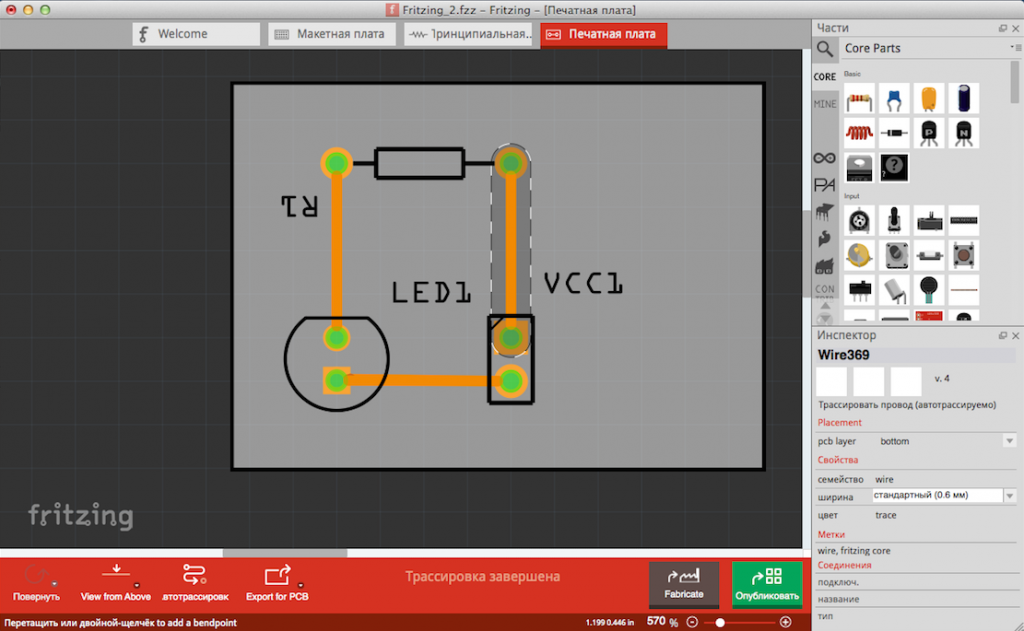 Fritzing_2.fzz – Fritzing – [Печатная плата]
Welcome
Макетная плата
Принципиальная..
Печатная плата
Части
Core Parts
CORE
Basic
MINE
P
N
?
?
Input
CON
R1
LED1
VCC1
fritzing
Инспектор
Wire369
v. 4
Трассировать провод (автотрассируемо)
Placement
pcb layer bottom
Свойства
семейство wire
ширина стандартный (0.6 мм)
цвет trace
Метки
wire, fritzing core
Соединения
подключ.
название
тип
Трассировка завершена
Повернуть
View from Above
автотрассировк
Export for PCB
Fabricate
Опубликовать
Перетащить или двойной-щелчёк to add a bendpoint
1.199 0.446 in
570 %